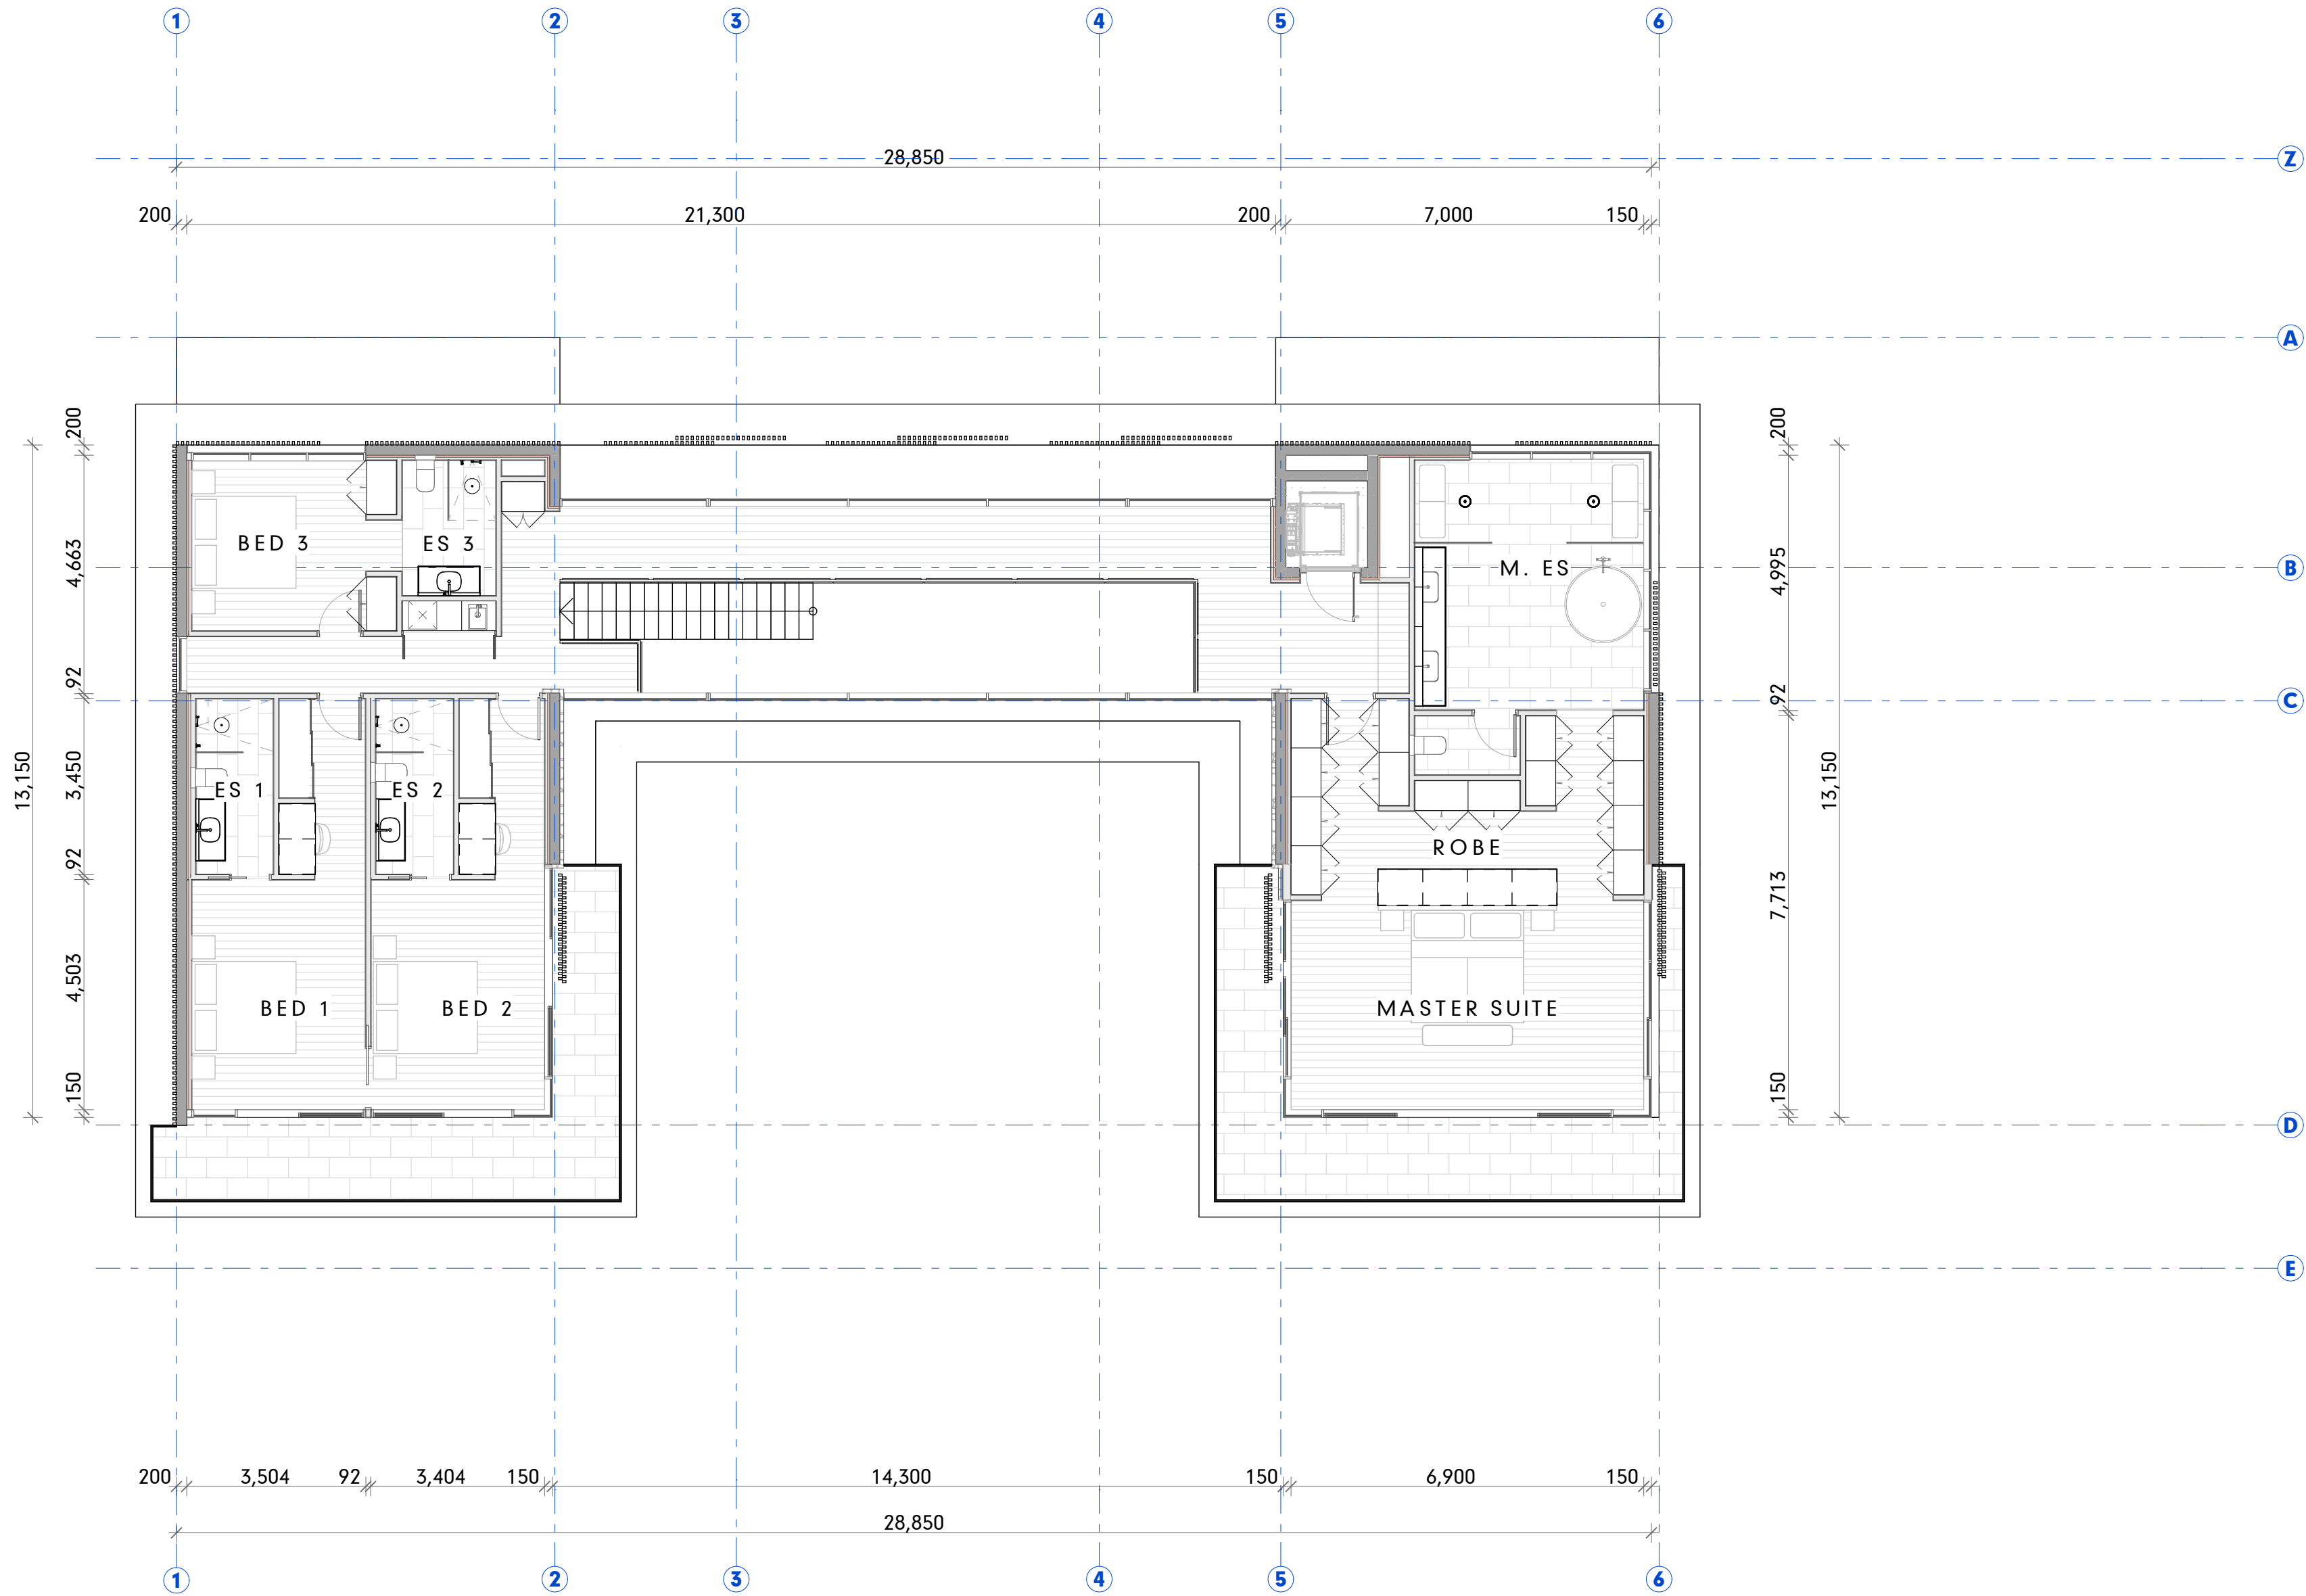 1 2 3 4 5 6
28,850
Z
200 21,300 200 7,000 150
A
200
200
BED 3
ES 3
4,663
M. ES
4,995
B
92
92
C
13,150
3,450
ES 1
ES 2
13,150
92
ROBE
7,713
4,503
BED 1
BED 2
MASTER SUITE
150
150
D
E
200 3,504 92 3,404 150 14,300 150 6,900 150
28,850
1 2 3 4 5 6